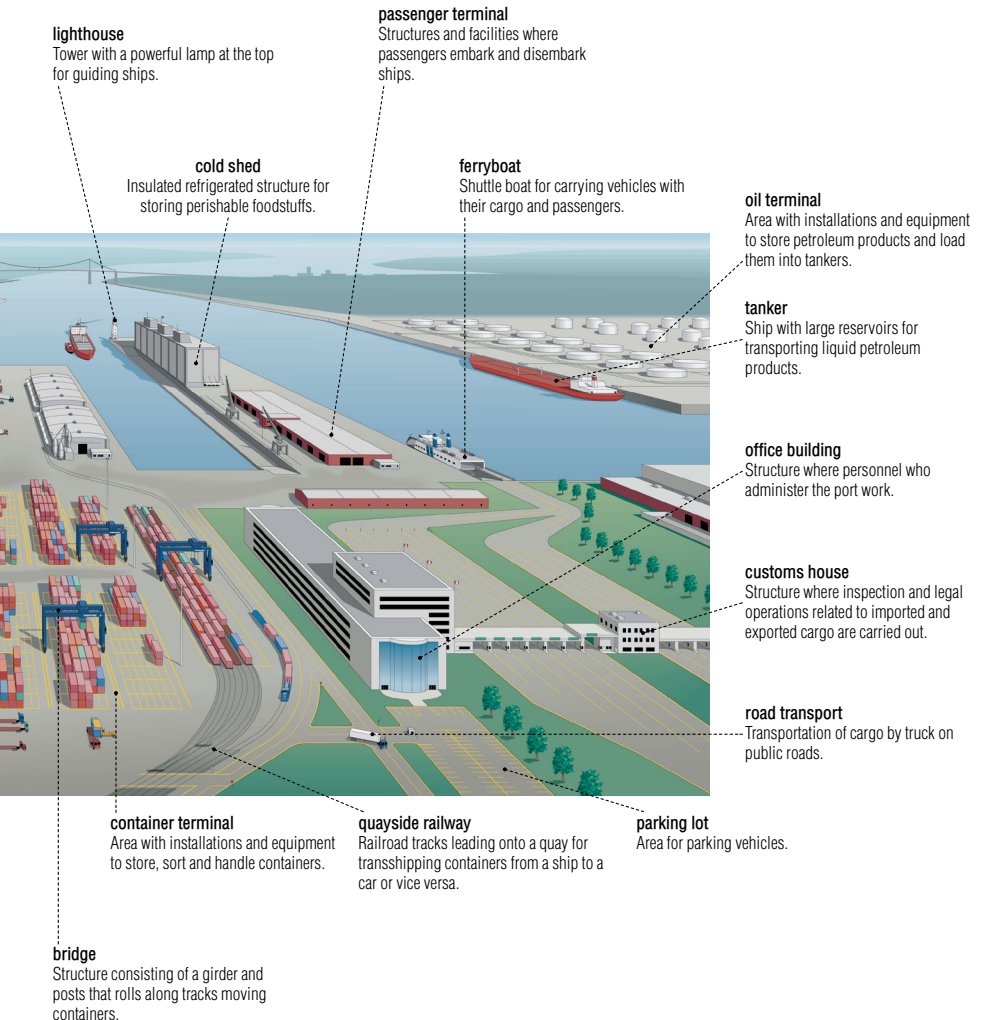 passenger terminal
Structures and facilities where
passengers embark and disembark
ships.
lighthouse
Tower with a powerful lamp at the top
for guiding ships.
cold shed
Insulated refrigerated structure for
storing perishable foodstuffs.
ferryboat
Shuttle boat for carrying vehicles with
their cargo and passengers.
oil terminal
Area with installations and equipment
to store petroleum products and load
them into tankers.
tanker
Ship with large reservoirs for
transporting liquid petroleum
products.
office building
Structure where personnel who
administer the port work.
customs house
Structure where inspection and legal
operations related to imported and
exported cargo are carried out.
road transport
Transportation of cargo by truck on
public roads.
container terminal
Area with installations and equipment
to store, sort and handle containers.
quayside railway
Railroad tracks leading onto a quay for
transshipping containers from a ship to a
car or vice versa.
parking lot
Area for parking vehicles.
bridge
Structure consisting of a girder and
posts that rolls along tracks moving
containers.